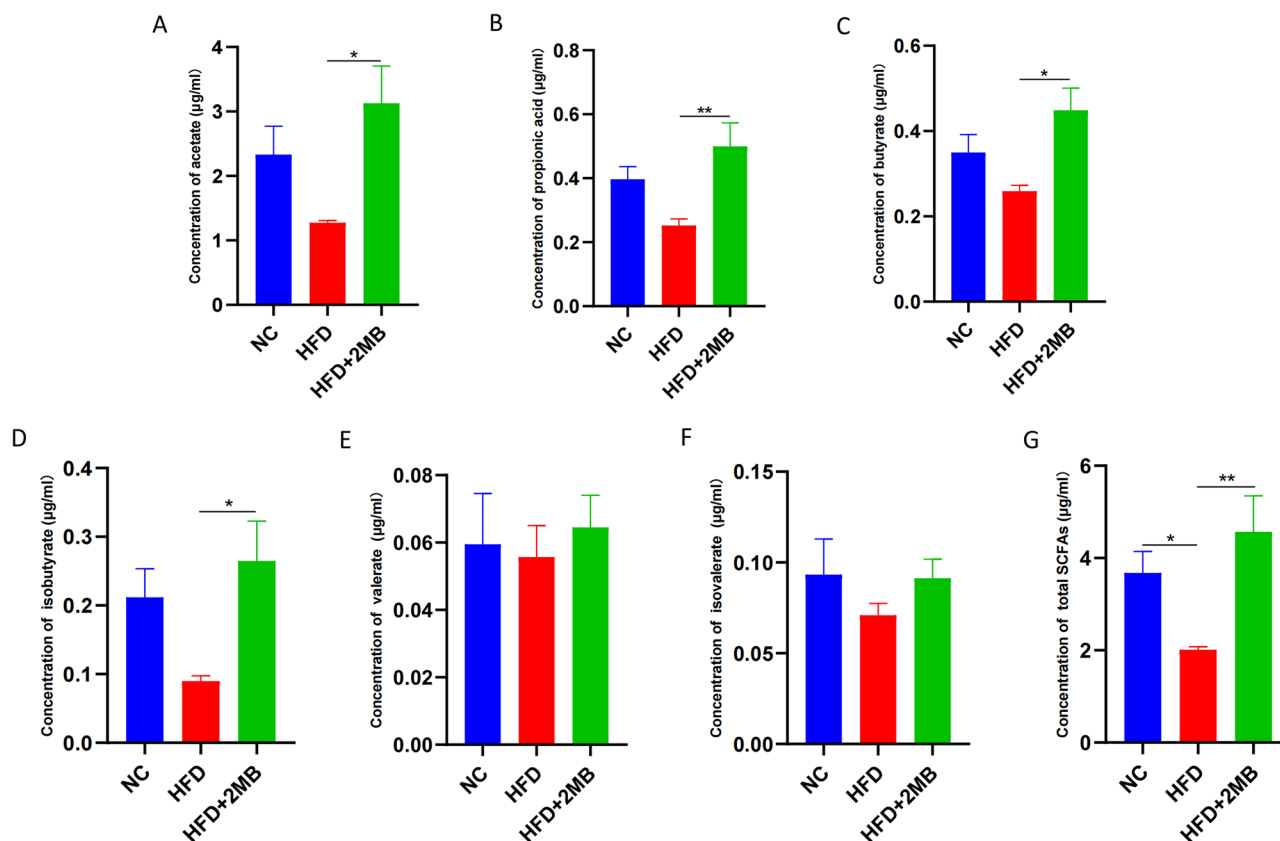 A
Concentration of acetate (μg/ml)
4
3
2
1
0
*
NC
HFD
HFD+2MB
B
Concentration of propionic acid (μg/ml)
0.8
0.6
0.4
0.2
0.0
**
NC
HFD
HFD+2MB
C
Concentration of butyrate (μg/ml)
0.6
0.4
0.2
0.0
*
NC
HFD
HFD+2MB
D
Concentration of isobutyrate (μg/ml)
0.4
0.3
0.2
0.1
0.0
*
NC
HFD
HFD+2MB
E
Concentration of valerate (μg/ml)
0.08
0.06
0.04
0.02
0.00
NC
HFD
HFD+2MB
F
Concentration of isovalerate (μg/ml)
0.15
0.10
0.05
0.00
NC
HFD
HFD+2MB
G
Concentration of total SCFAs (μg/ml)
6
4
2
0
*
**
NC
HFD
HFD+2MB